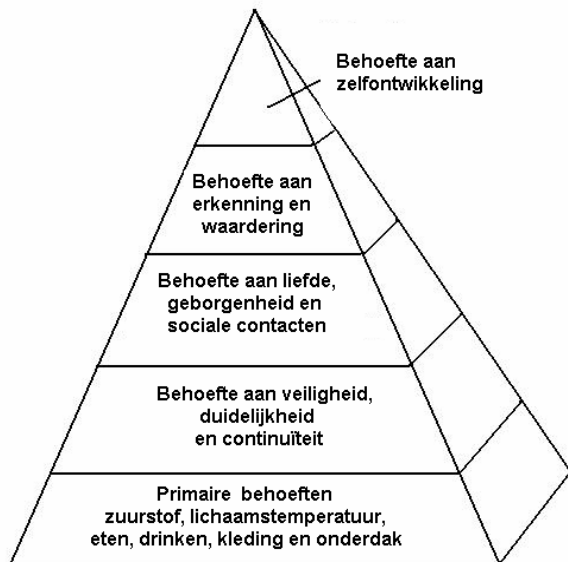 Behoefte aan
zelfontwikkeling
Behoefte aan
erkenning en
waardering
Behoefte aan liefde,
geborgenheid en
sociale contacten
Behoefte aan veiligheid,
duidelijkheid
en continuïteit
Primaire behoeften
zuurstof, lichaamstemperatuur,
eten, drinken, kleding en onderdak